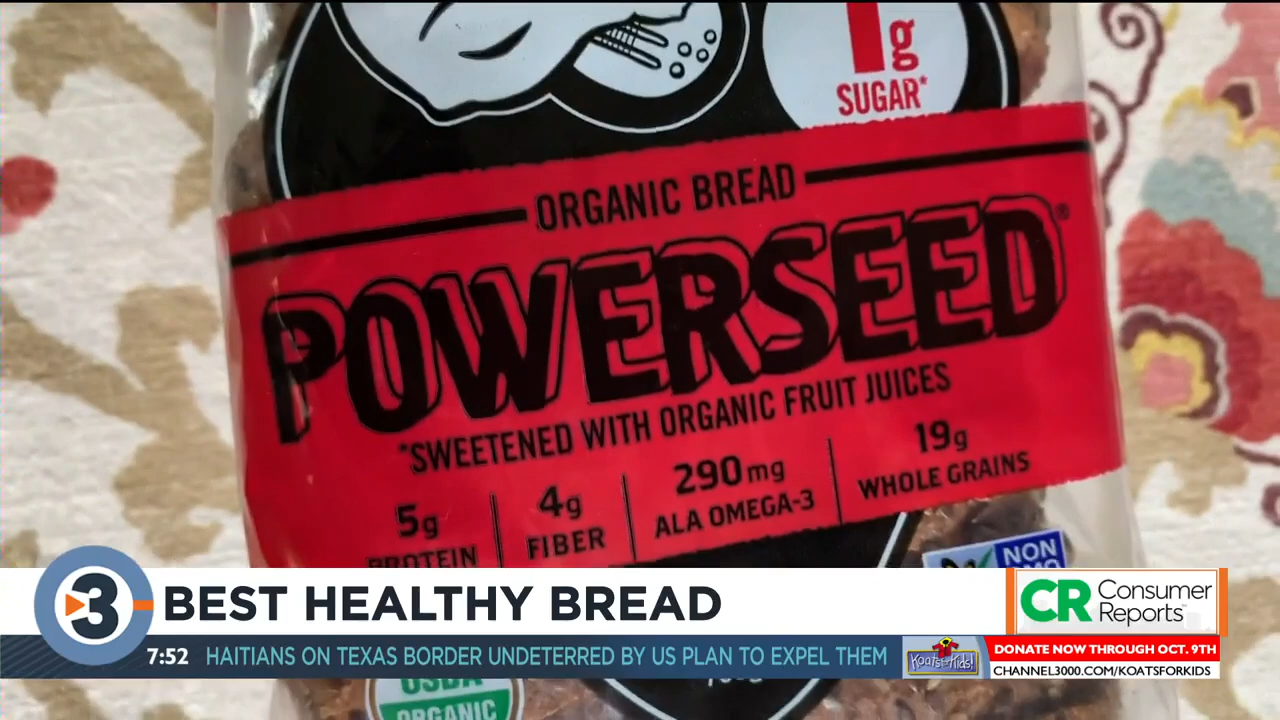 1g
SUGAR*
ORGANIC BREAD
POWERSEED®
*SWEETENED WITH ORGANIC FRUIT JUICES
5g
PROTEIN
4g
FIBER
290mg
ALA OMEGA-3
19g
WHOLE GRAINS
NON
GMO
3
BEST HEALTHY BREAD
CR Consumer
Reports™
7:52 HAITIANS ON TEXAS BORDER UNDETERRED BY US PLAN TO EXPEL THEM
Koats for Kids!
DONATE NOW THROUGH OCT. 9TH
CHANNEL3000.COM/KOATSFORKIDS
USDA
ORGANIC